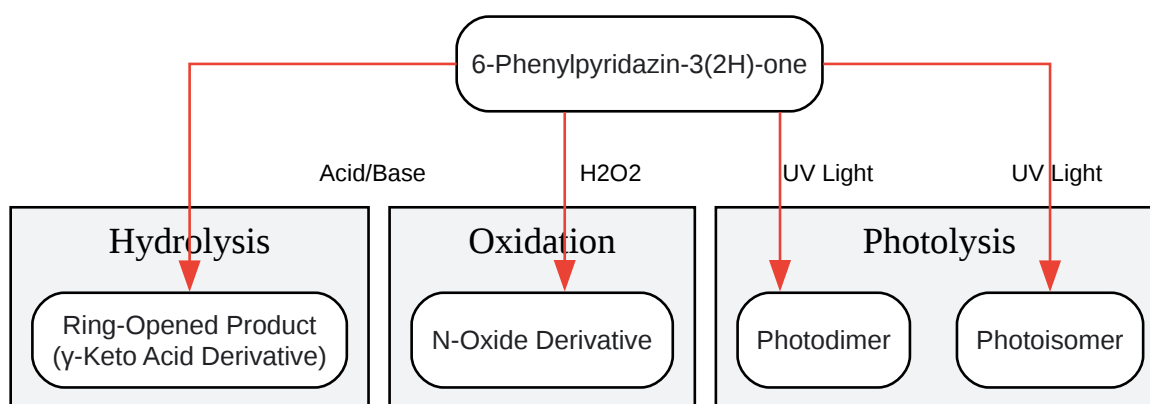 6-Phenylpyridazin-3(2H)-one
Acid/Base
H2O2
UV Light
UV Light
Hydrolysis
Oxidation
Photolysis
Ring-Opened Product
(γ-Keto Acid Derivative)
N-Oxide Derivative
Photodimer
Photoisomer